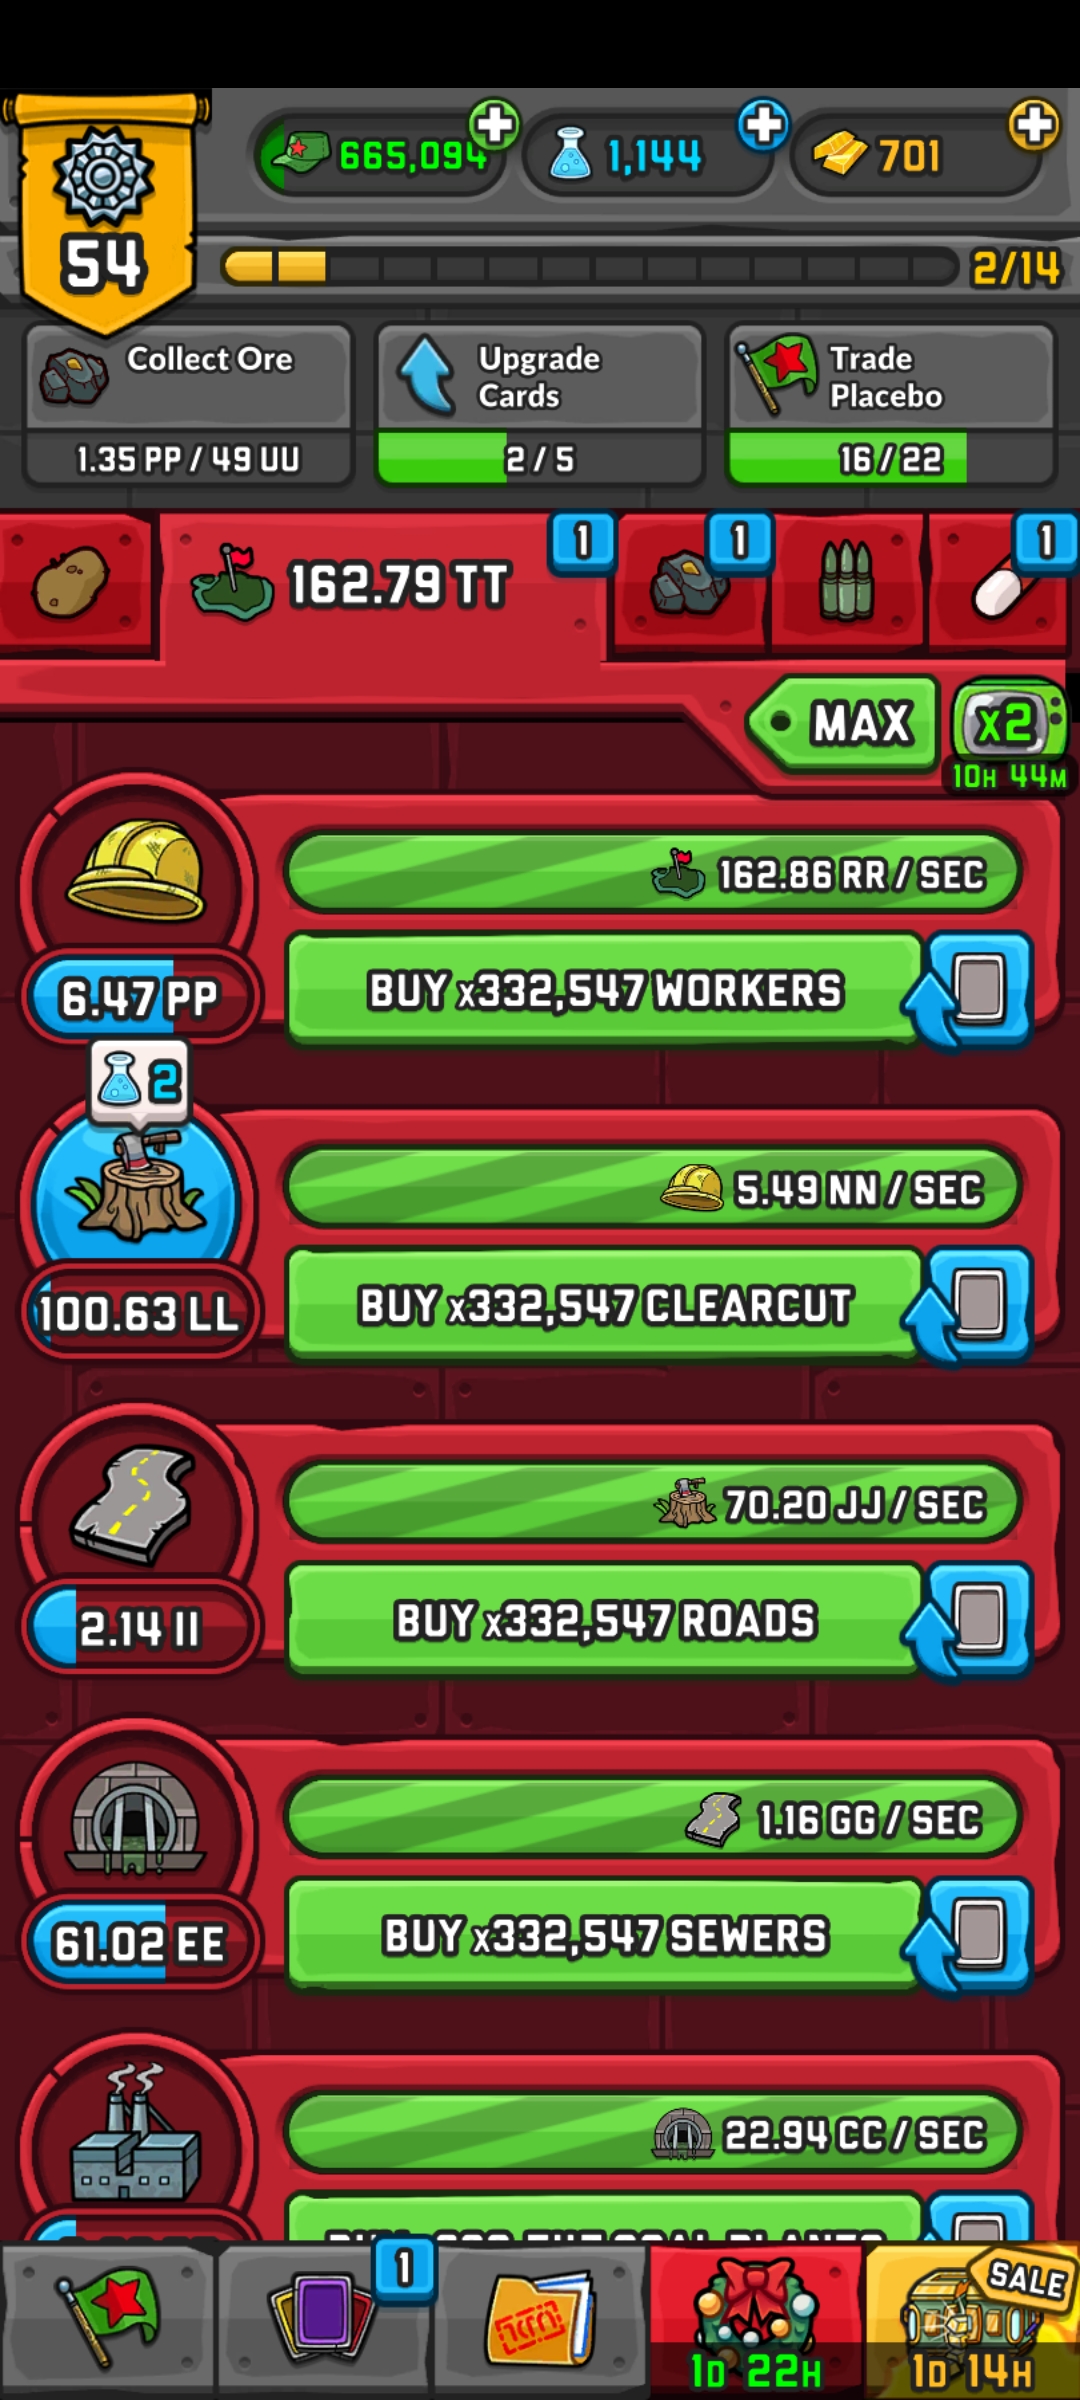 54
665,094
1,144
701
2/14
Collect Ore
1.35 PP / 49 UU
Upgrade
Cards
2 / 5
Trade
Placebo
16 / 22
162.79 TT
1
1
1
MAX
x2
10H 44M
162.86 RR / SEC
6.47 PP
BUY x332,547 WORKERS
2
5.49 NN / SEC
100.63 LL
BUY x332,547 CLEARCUT
70.20 JJ / SEC
2.14 II
BUY x332,547 ROADS
1.16 GG / SEC
61.02 EE
BUY x332,547 SEWERS
22.94 CC / SEC
1
SALE
1D 22H
1D 14H